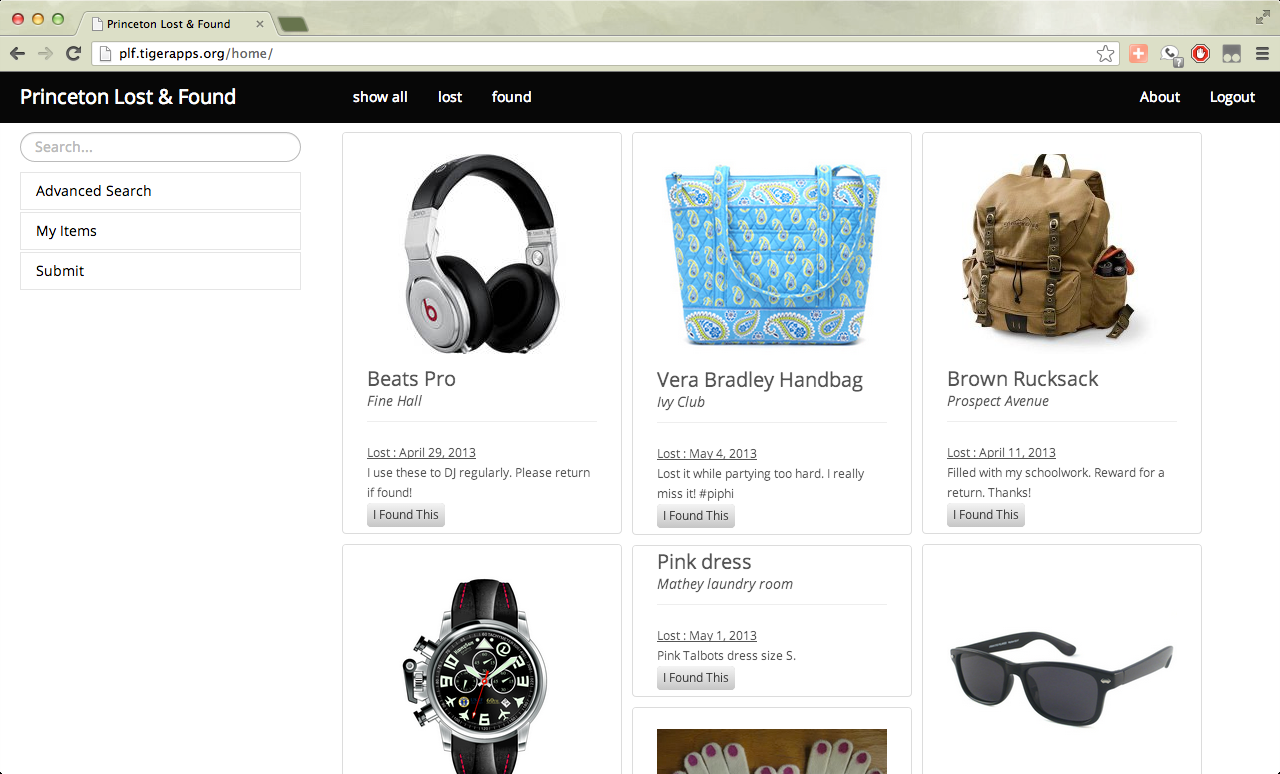 Princeton Lost & Found
plf.tigerapps.org/home/
Princeton Lost & Found
show all
lost
found
About
Logout
Search...
Advanced Search
My Items
Submit
Beats Pro
Fine Hall
Lost : April 29, 2013
I use these to DJ regularly. Please return
if found!
I Found This
Vera Bradley Handbag
Ivy Club
Lost : May 4, 2013
Lost it while partying too hard. I really
miss it! #piphi
I Found This
Brown Rucksack
Prospect Avenue
Lost : April 11, 2013
Filled with my schoolwork. Reward for a
return. Thanks!
I Found This
Pink dress
Mathey laundry room
Lost : May 1, 2013
Pink Talbots dress size S.
I Found This